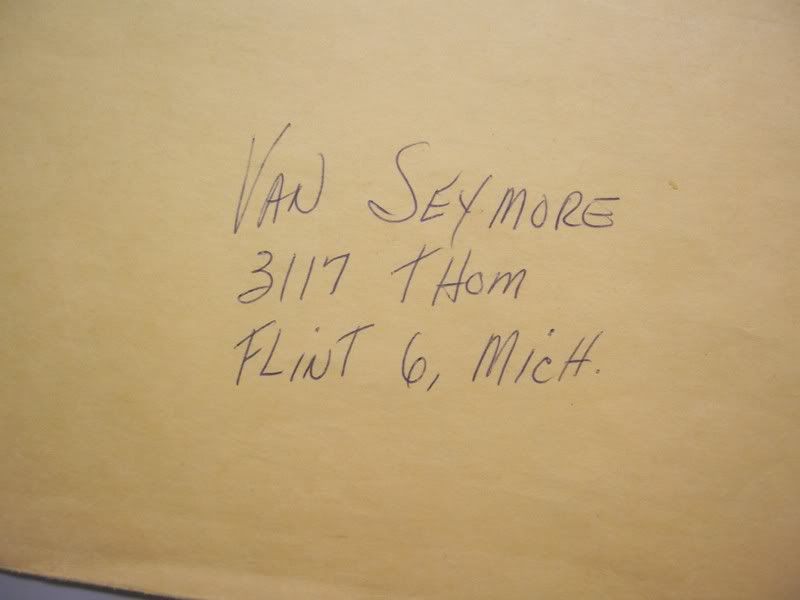 VAN SEYMORE
3117 THOM
FLiNT 6, MicH.